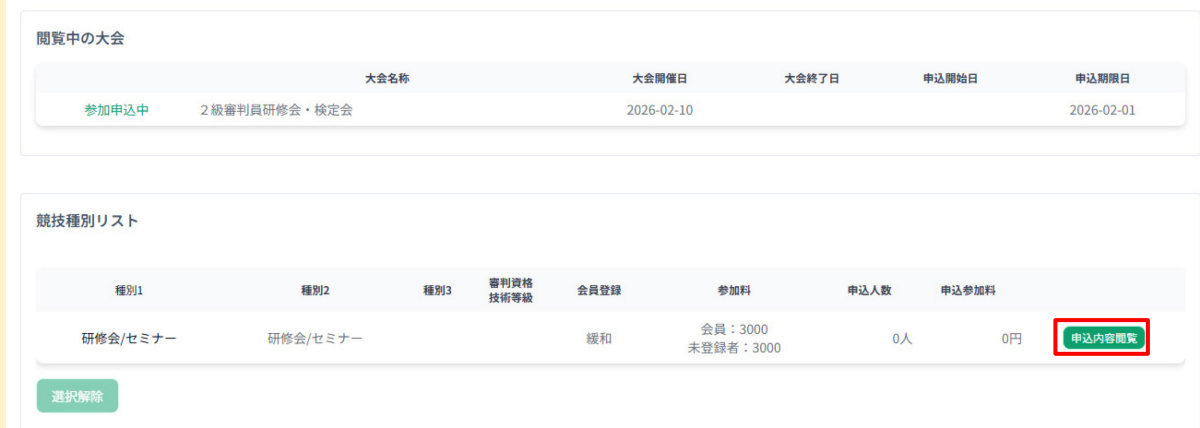 閲覧中の大会
大会名称 大会開催日 大会終了日 申込開始日 申込期限日
参加申込中 2級審判員研修会・検定会 2026-02-10 2026-02-01
競技種別リスト
種別1 種別2 種別3 審判資格 会員登録 参加料 申込人数 申込参加料
技術等級
研修会/セミナー 研修会/セミナー 緩和 会員：3000 0人 0円 申込内容閲覧
未登録者：3000
選択解除